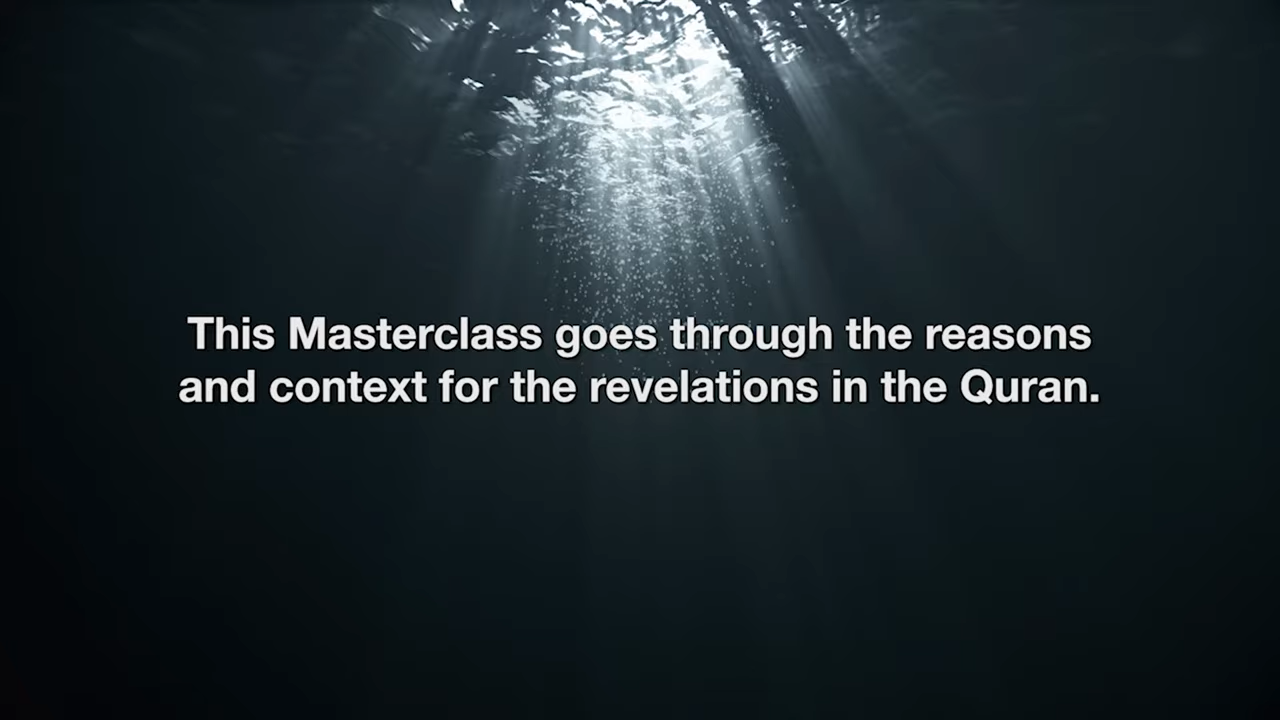 This Masterclass goes through the reasons
and context for the revelations in the Quran.